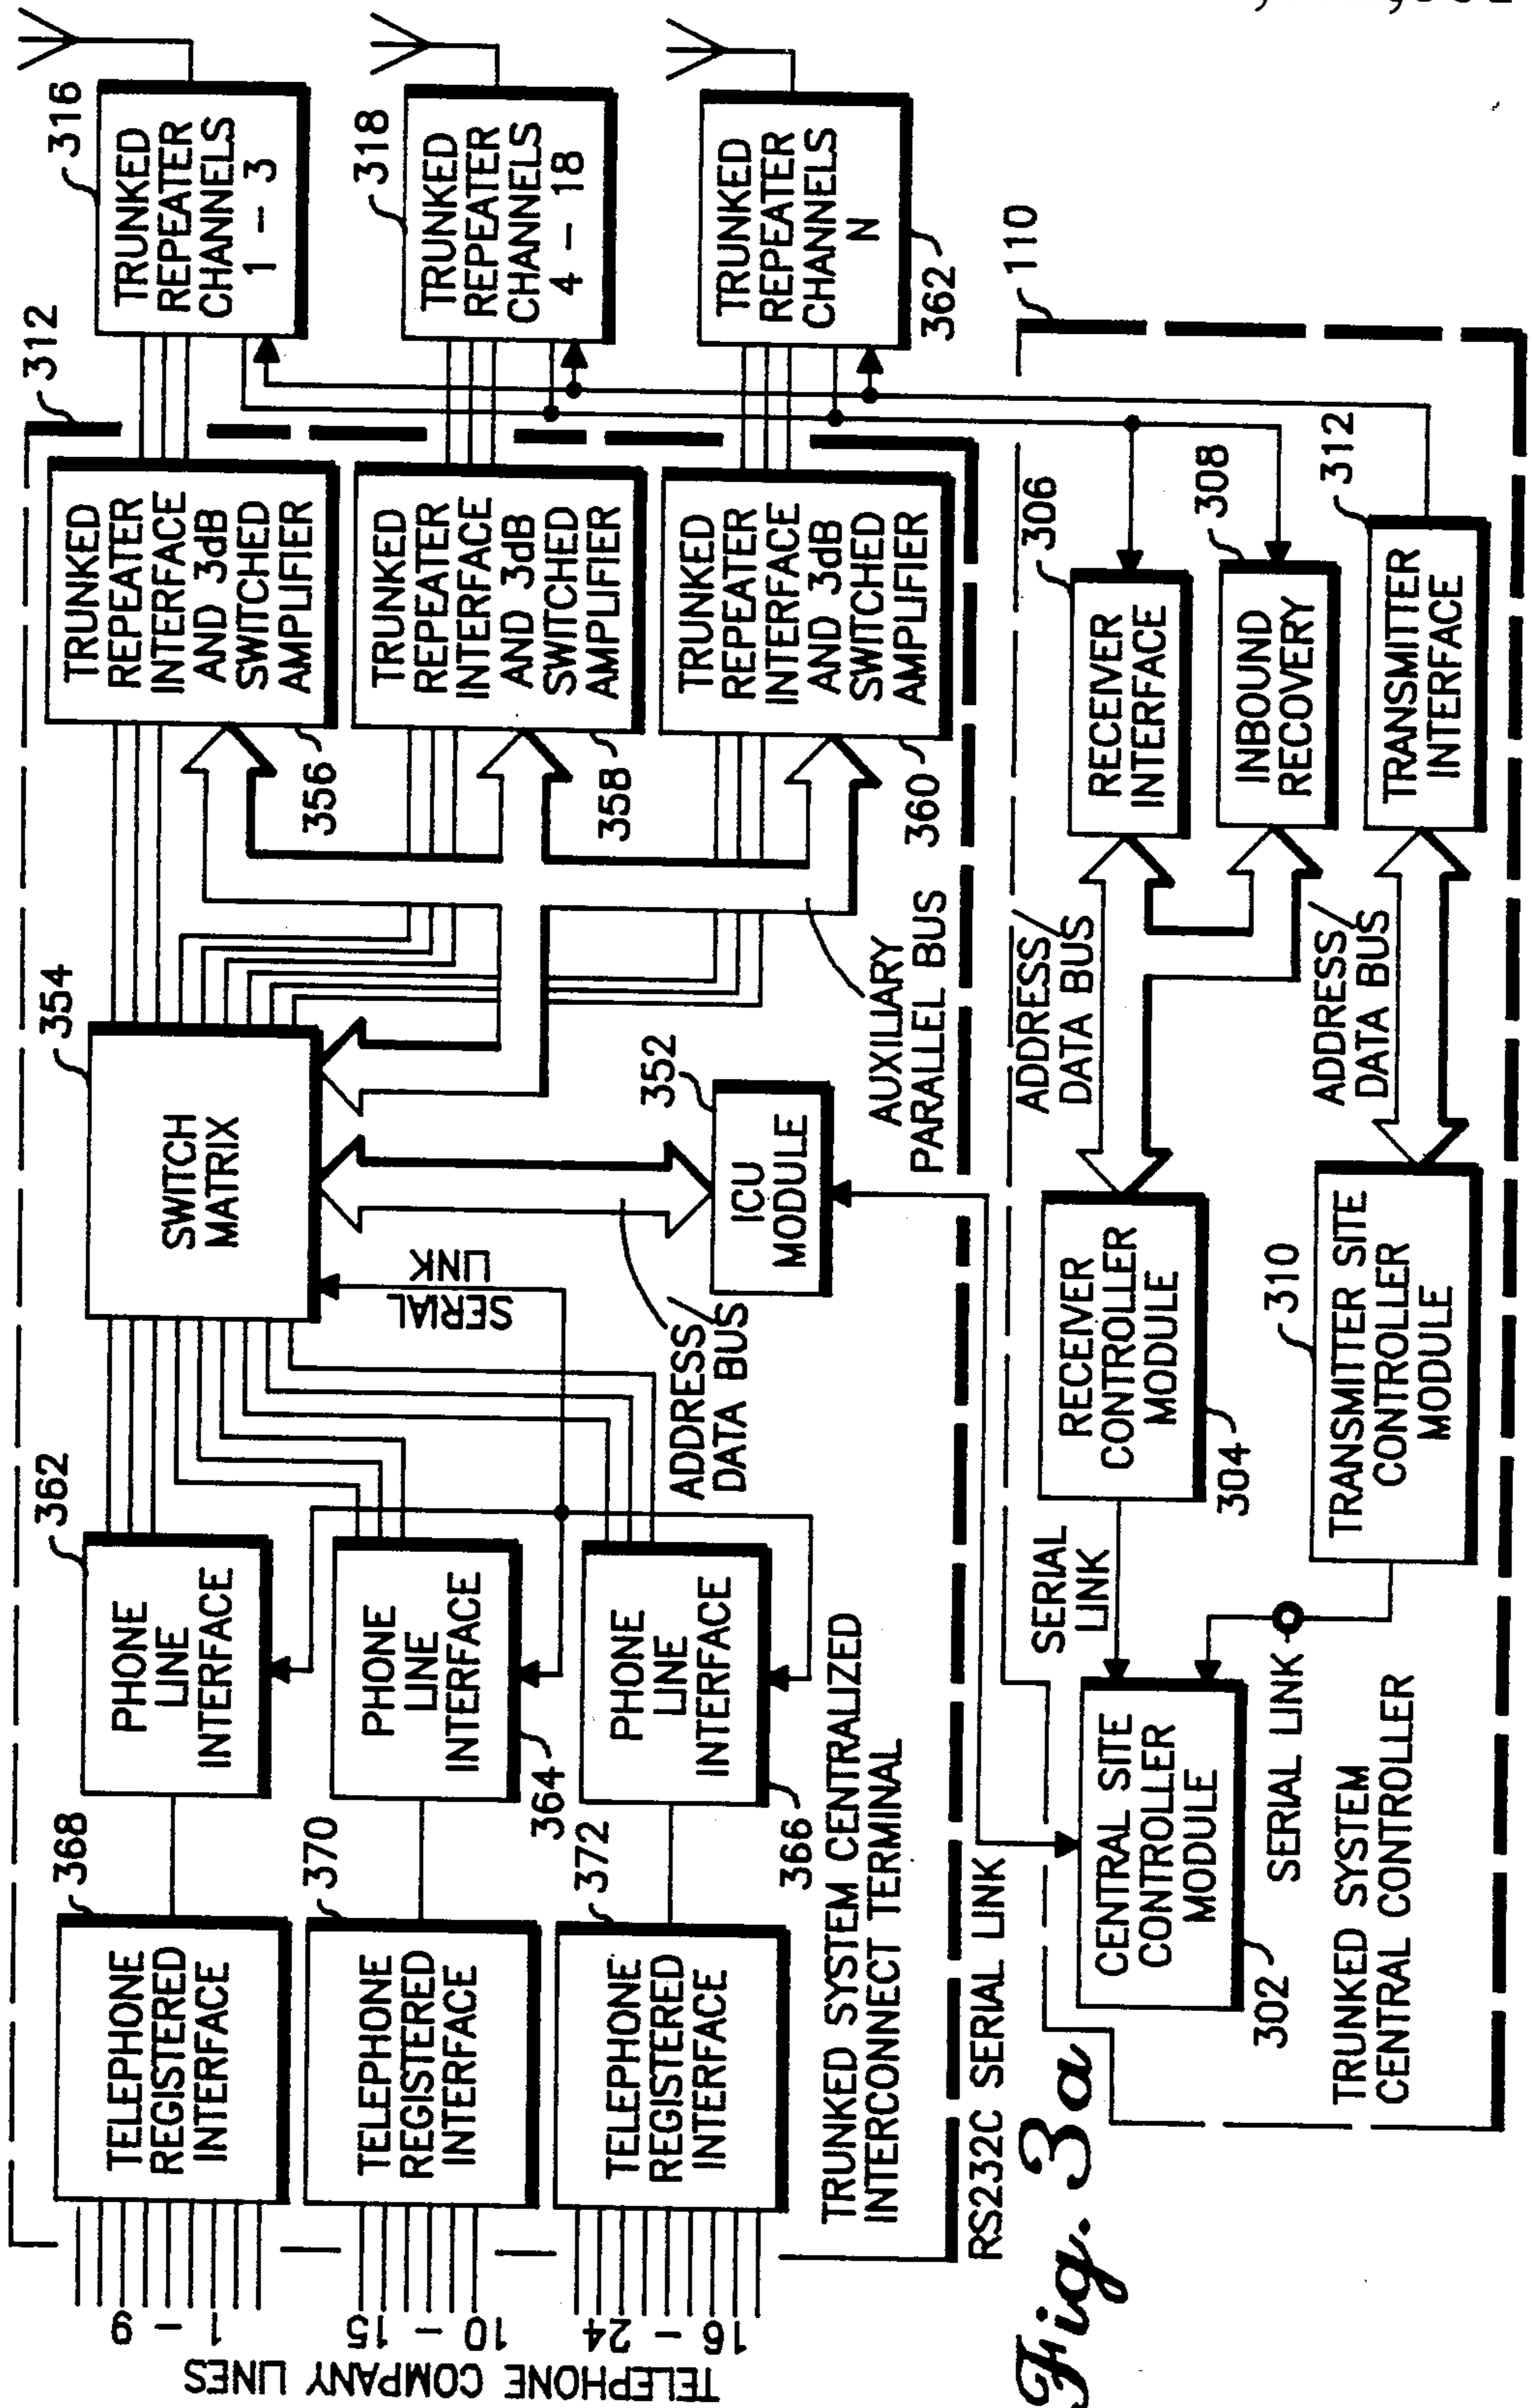 312
316
TRUNKED
REPEATER
CHANNELS
1 - 3
318
TRUNKED
REPEATER
CHANNELS
4 - 18
TRUNKED
REPEATER
CHANNELS
N
362
TRUNKED
REPEATER
INTERFACE
AND 3dB
SWITCHED
AMPLIFIER
356
TRUNKED
REPEATER
INTERFACE
AND 3dB
SWITCHED
AMPLIFIER
358
TRUNKED
REPEATER
INTERFACE
AND 3dB
SWITCHED
AMPLIFIER
360
354
SWITCH
MATRIX
352
ICU
MODULE
AUXILIARY
PARALLEL BUS
SERIAL
LINK
ADDRESS/
DATA BUS
362
PHONE
LINE
INTERFACE
PHONE
LINE
INTERFACE
364
PHONE
LINE
INTERFACE
366
368
TELEPHONE
REGISTERED
INTERFACE
370
TELEPHONE
REGISTERED
INTERFACE
372
TELEPHONE
REGISTERED
INTERFACE
1 - 9
10 - 15
16 - 24
TELEPHONE COMPANY LINES
TRUNKED SYSTEM CENTRALIZED
INTERCONNECT TERMINAL
RS232C SERIAL LINK
110
306
RECEIVER
INTERFACE
308
INBOUND
RECOVERY
312
TRANSMITTER
INTERFACE
ADDRESS/
DATA BUS
ADDRESS/
DATA BUS
RECEIVER
CONTROLLER
MODULE
304
310
TRANSMITTER SITE
CONTROLLER
MODULE
SERIAL
LINK
SERIAL LINK
CENTRAL SITE
CONTROLLER
MODULE
302
TRUNKED SYSTEM
CENTRAL CONTROLLER
Fig. 3a